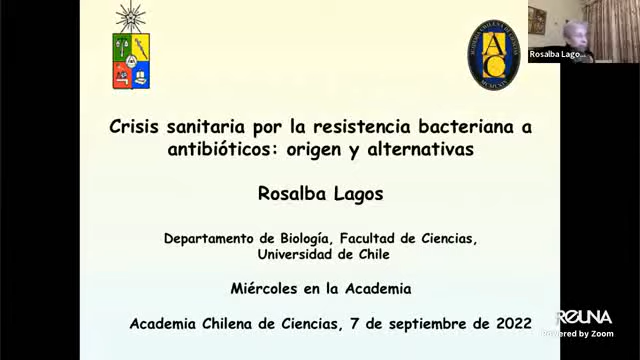 Rosalba Lago...
Crisis sanitaria por la resistencia bacteriana a
antibióticos: origen y alternativas
Rosalba Lagos
Departamento de Biología, Facultad de Ciencias,
Universidad de Chile
Miércoles en la Academia
Academia Chilena de Ciencias, 7 de septiembre de 2022
REUNA
Powered by Zoom